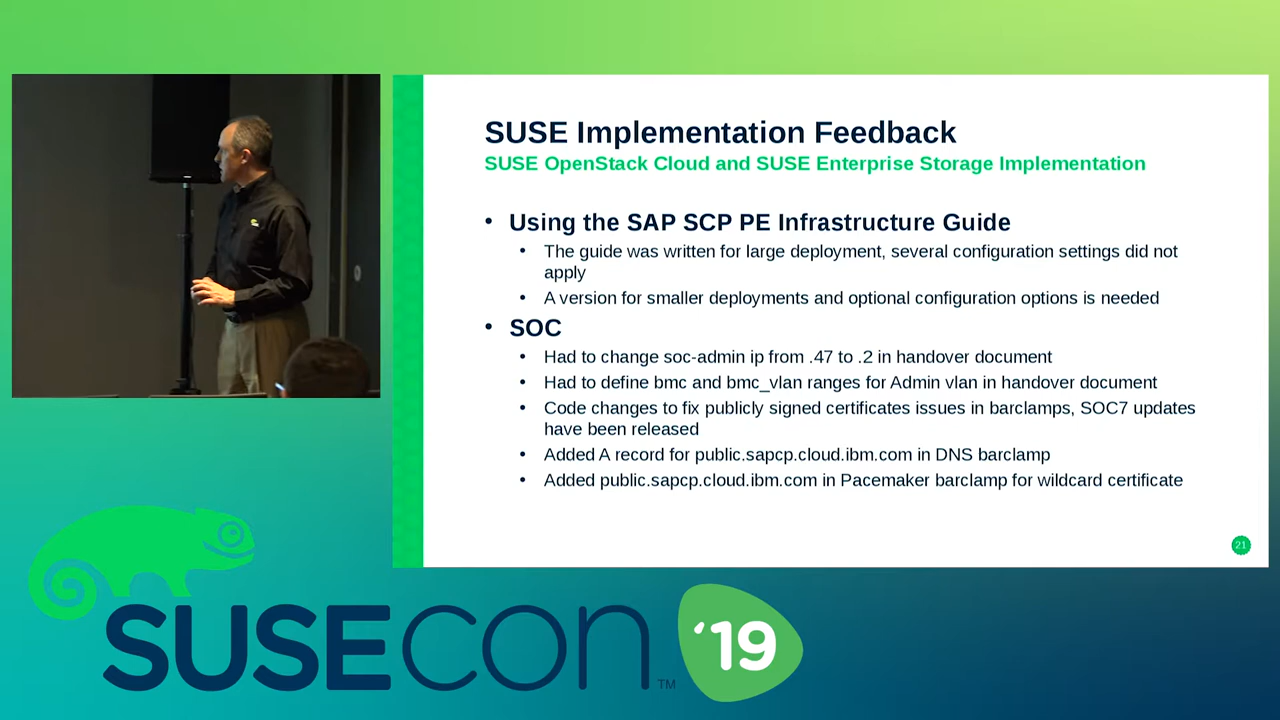 SUSE Implementation Feedback
SUSE OpenStack Cloud and SUSE Enterprise Storage Implementation
• Using the SAP SCP PE Infrastructure Guide
• The guide was written for large deployment, several configuration settings did not
apply
• A version for smaller deployments and optional configuration options is needed
• SOC
• Had to change soc-admin ip from .47 to .2 in handover document
• Had to define bmc and bmc_vlan ranges for Admin vlan in handover document
• Code changes to fix publicly signed certificates issues in barclamps, SOC7 updates
have been released
• Added A record for public.sapcp.cloud.ibm.com in DNS barclamp
• Added public.sapcp.cloud.ibm.com in Pacemaker barclamp for wildcard certificate
21
SUSECON™ '19